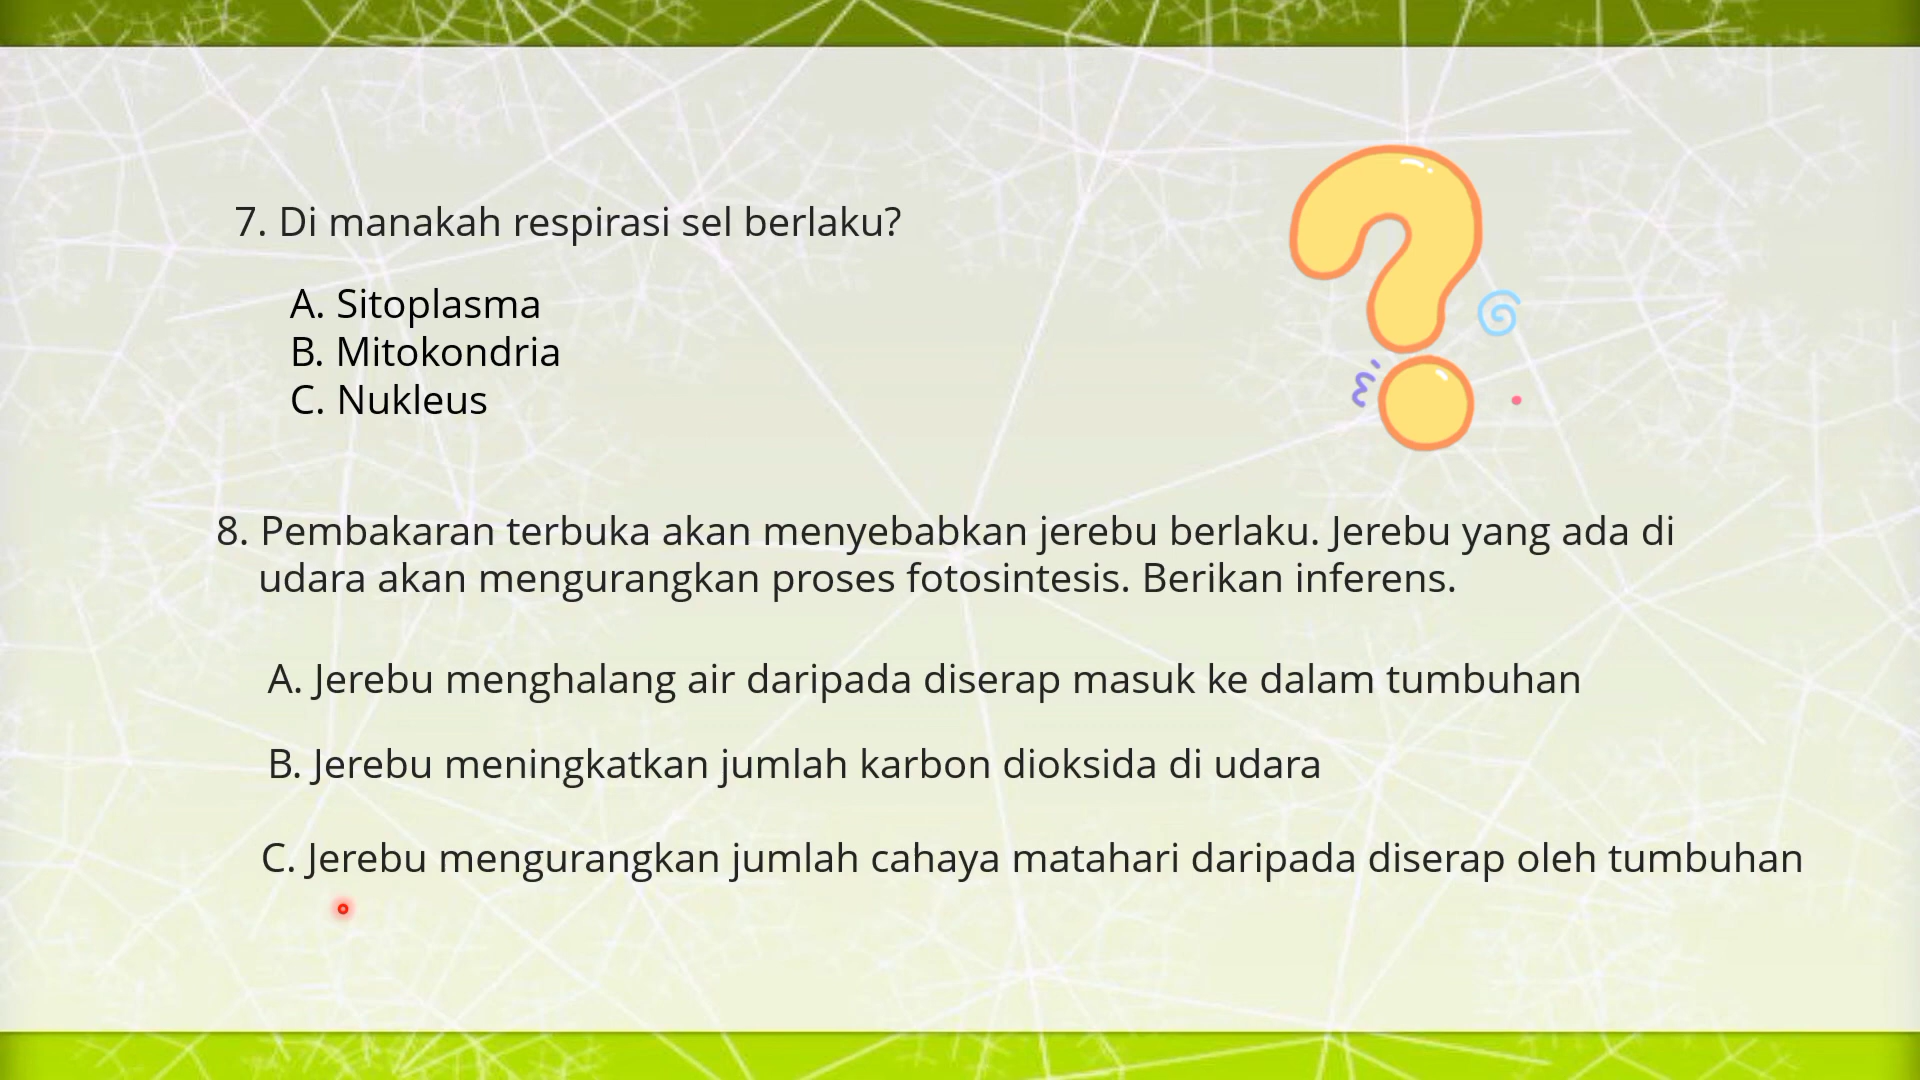 7. Di manakah respirasi sel berlaku?
A. Sitoplasma
B. Mitokondria
C. Nukleus
8. Pembakaran terbuka akan menyebabkan jerebu berlaku. Jerebu yang ada di
udara akan mengurangkan proses fotosintesis. Berikan inferens.
A. Jerebu menghalang air daripada diserap masuk ke dalam tumbuhan
B. Jerebu meningkatkan jumlah karbon dioksida di udara
C. Jerebu mengurangkan jumlah cahaya matahari daripada diserap oleh tumbuhan